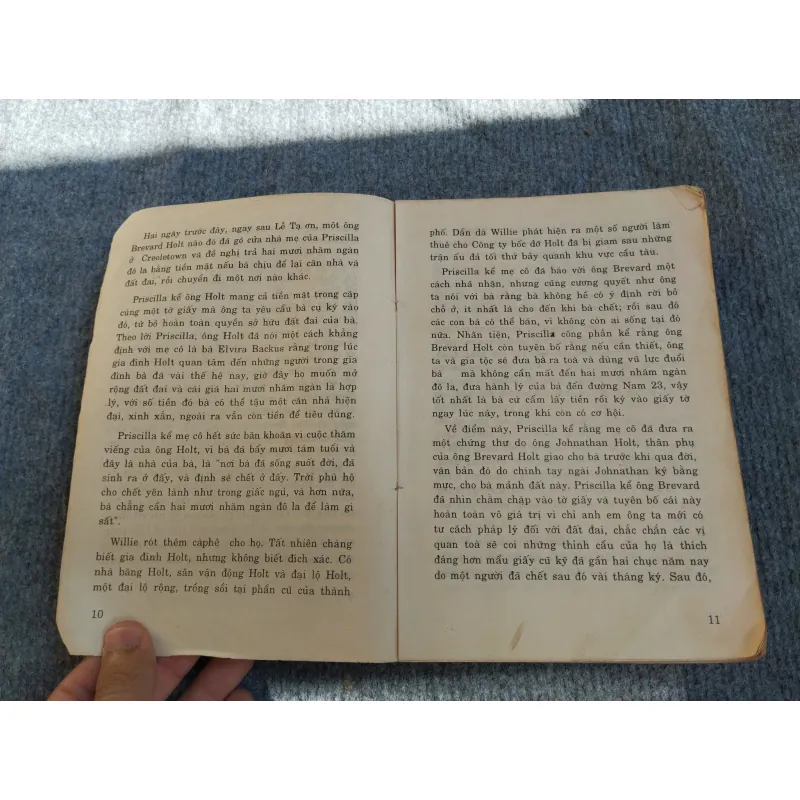 Hai ngày trước đây, ngay sau Lễ Tạ ơn, một ông
Brevard Holt nào đó đã gõ cửa nhà mẹ của Priscilla
ở Creoletown và đề nghị trả hai mươi nhăm ngàn
đô la bằng tiền mặt nếu bà chịu để lại căn nhà và
đất đai, rồi chuyển đi một nơi nào khác.
Priscilla kể ông Holt mang cả tiền mặt trong cặp
cùng một tờ giấy mà ông ta yêu cầu bà cụ ký vào
đó, từ bỏ hoàn toàn quyền sở hữu đất đai của bà.
Theo lời Priscilla, ông Holt đã nói một cách khẳng
định với mẹ cô là bà Elvira Backus rằng trong lúc
gia đình Holt quan tâm đến những người trong gia
đình bà đã vài thế hệ nay, giờ đây họ muốn mở
rộng đất đai và cái giá hai mươi nhăm ngàn là hợp
lý, với số tiền đó bà có thể tậu một căn nhà hiện
đại, xinh xắn, ngoài ra vẫn còn tiền để tiêu dùng.
Priscilla kể mẹ cô hết sức băn khoăn vì cuộc thăm
viếng của ông Holt, vì bà đã bẩy mươi tám tuổi và
đây là nhà của bà, là "nơi bà đã sống suốt đời, đã
sinh ra ở đấy, và định sẽ chết ở đấy. Trời phù hộ
cho chết yên lành như trong giấc ngủ, và hơn nữa,
bà chẳng cần hai mươi nhăm ngàn đô la để làm gì
sất".
Willie rót thêm càphê cho họ. Tất nhiên chàng
biết gia đình Holt, nhưng không biết đích xác. Có
nhà băng Holt, sân vận động Holt và đại lộ Holt,
một đại lộ rộng, trồng sồi tại phần cũ của thành
10
phố. Dần dà Willie phát hiện ra một số người làm
thuê cho Công ty bốc dỡ Holt đã bị giam sau những
trận ẩu đả tối thứ bảy quanh khu vực cầu tàu.
Priscilla kể mẹ cô đã bảo với ông Brevard một
cách nhã nhặn, nhưng cũng cương quyết như ông
ta nói với bà rằng bà không hề có ý định rời bỏ
chỗ ở, ít nhất là cho đến khi bà chết; rồi sau đó
các con bà có thể bán, vì không còn ai sống tại đó
nữa. Nhân tiện, Priscilla cũng phàn kể rằng ông
Brevard Holt còn tuyên bố rằng nếu cần thiết, ông
ta và gia tộc sẽ đưa bà ra toà và dùng vũ lực đuổi
bà mà không cần mất đến hai mươi nhăm ngàn
đô la, đưa hành lý của bà đến đường Nam 23, vậy
tốt nhất là bà cứ cầm lấy tiền rồi ký vào giấy tờ
ngay lúc này, trong khi còn có cơ hội.
Về điểm này, Priscilla kể rằng mẹ cô đã đưa ra
một chứng thư do ông Johnathan Holt, thân phụ
của ông Brevard Holt giao cho bà trước khi qua đời,
văn bản đó do chính tay ngài Johnathan ký bằng
mực, cho bà mảnh đất này. Priscilla kể ông Brevard
đã nhìn chằm chặp vào tờ giấy và tuyên bố cái này
hoàn toàn vô giá trị vì chỉ anh em ông ta mới có
tư cách pháp lý đối với đất đai, chắc chắn các vị
quan toà sẽ coi những thỉnh cầu của họ là thích
đáng hơn mẩu giấy cũ kỹ đã gần hai chục năm nay
do một người đã chết sau đó vài tháng ký. Sau đó,
11